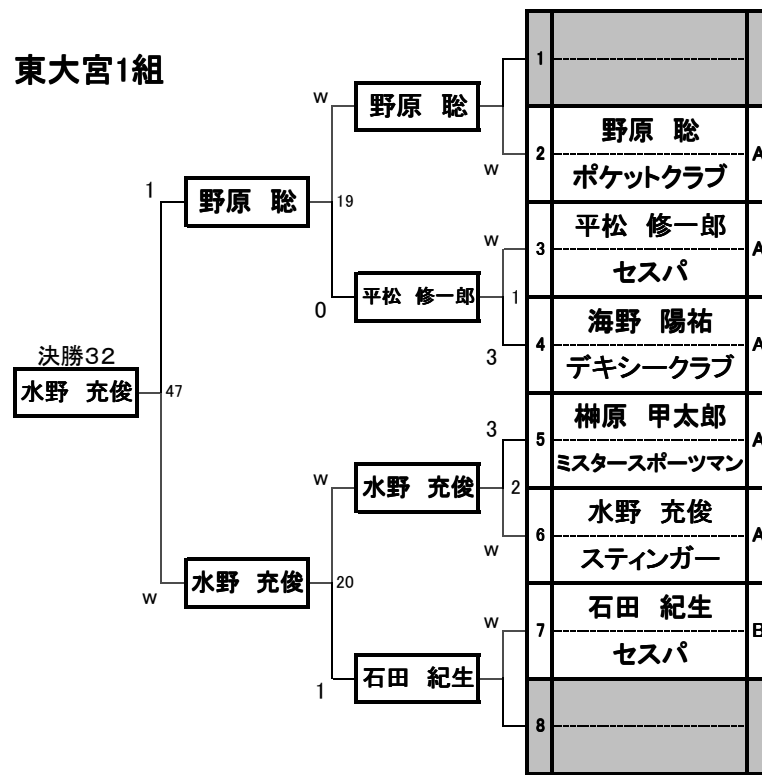 東大宮1組
決勝32
水野 充俊
47
1
野原 聡
w
水野 充俊
19
w
野原 聡
0
平松 修一郎
20
w
水野 充俊
1
石田 紀生
w
w
1
3
3
2
w
w
1
2
野原 聡
ポケットクラブ
A
3
平松 修一郎
セスパ
A
4
海野 陽祐
デキシークラブ
A
5
榊原 甲太郎
ミスタースポーツマン
A
6
水野 充俊
スティンガー
A
7
石田 紀生
セスパ
B
8